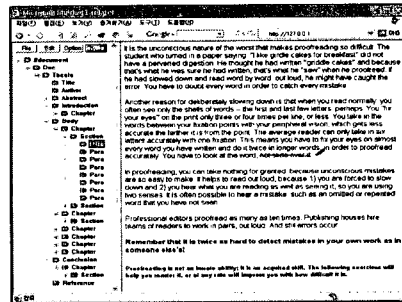 Microsoft Internet Explorer
Google
http://127.0.0.1
File Edit Option
#document
Doc
Thesis
Title
Author
Abstract
Introduction
Chapter
Body
Chapter
Section
Title
Para
Para
Para
Para
Para
Para
Section
Chapter
Chapter
Chapter
Conclusion
Chapter
Section
Reference
It is the unconscious nature of the worst that makes proofreading so difficult. The
student who turned in a paper saying, "I like girdle cakes for breakfast" did not
have a perverted digestion. He thought he had written "griddle cakes" and because
that's what he was sure he had written, that's what he "saw" when he proofread. If
he had slowed down and read word by word, out loud, he might have caught the
error. You have to doubt every word in order to catch every mistake.
Another reason for deliberately slowing down is that when you read normally, you
often see only the shells of words -- the first and last few letters, perhaps. You "fix
your eyes" on the print only three or four times per line, or less. You take in the
words between your fixation points with your peripheral vision, which gets less
accurate the farther it is from the point. The average reader can only take in six
letters accurately with one fixation. This means you have to fix your eyes on almost
every word you have written and do it twice in longer words, in order to proofread
accurately. You have to look at the word,
In proofreading, you can take nothing for granted, because unconscious mistakes
are so easy to make. It helps to read out loud, because 1) you are forced to slow
down and 2) you hear what you are reading as well as seeing it, so you are using
two senses. It is often possible to hear a mistake, such as an omitted or repeated
word that you have not seen.
Professional editors proofread as many as ten times. Publishing houses hire
teams of readers to work in pairs, out loud. And still errors occur.
Remember that it is twice as hard to detect mistakes in your own work as in
someone else's!
Proofreading is not an innate ability; it is an acquired skill. The following exercises will
help you master it, or at any rate will impress you with how difficult it is.